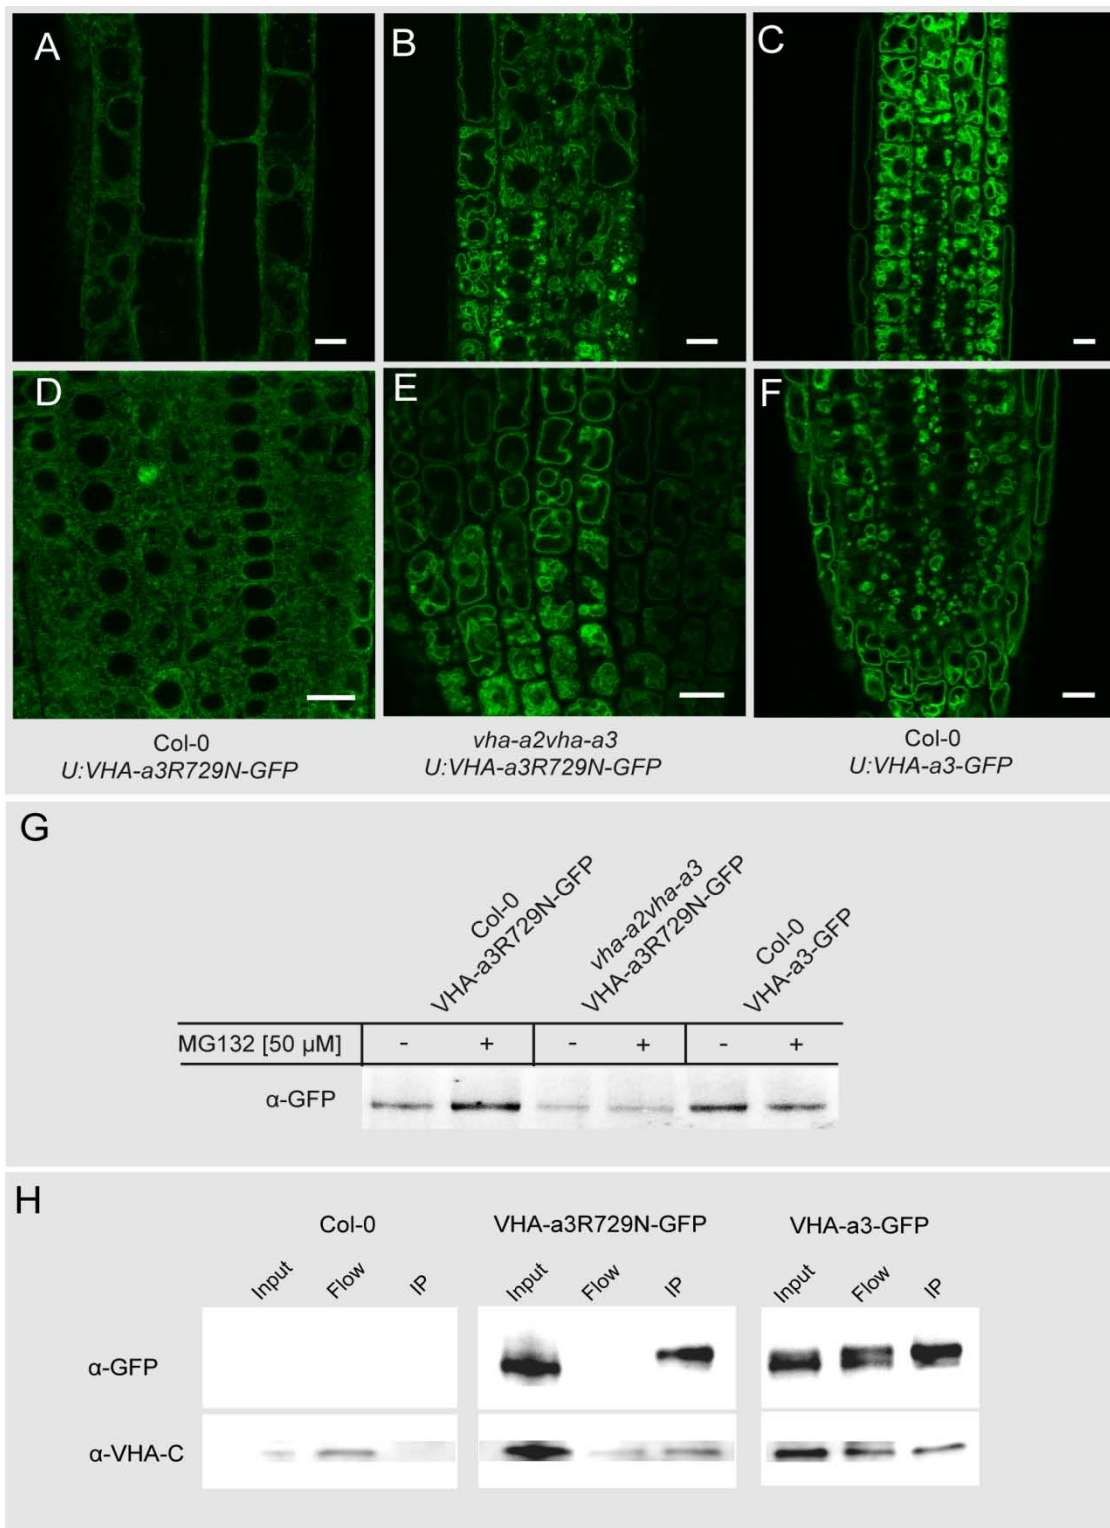 A
B
C
D
E
F
Col-0
U:VHA-a3R729N-GFP
vha-a2vha-a3
U:VHA-a3R729N-GFP
Col-0
U:VHA-a3-GFP
G
Col-0
VHA-a3R729N-GFP
vha-a2vha-a3
VHA-a3R729N-GFP
Col-0
VHA-a3-GFP
MG132 [50 µM] - + - + - +
α-GFP
H
Col-0 VHA-a3R729N-GFP VHA-a3-GFP
Input Flow IP Input Flow IP Input Flow IP
α-GFP
α-VHA-C